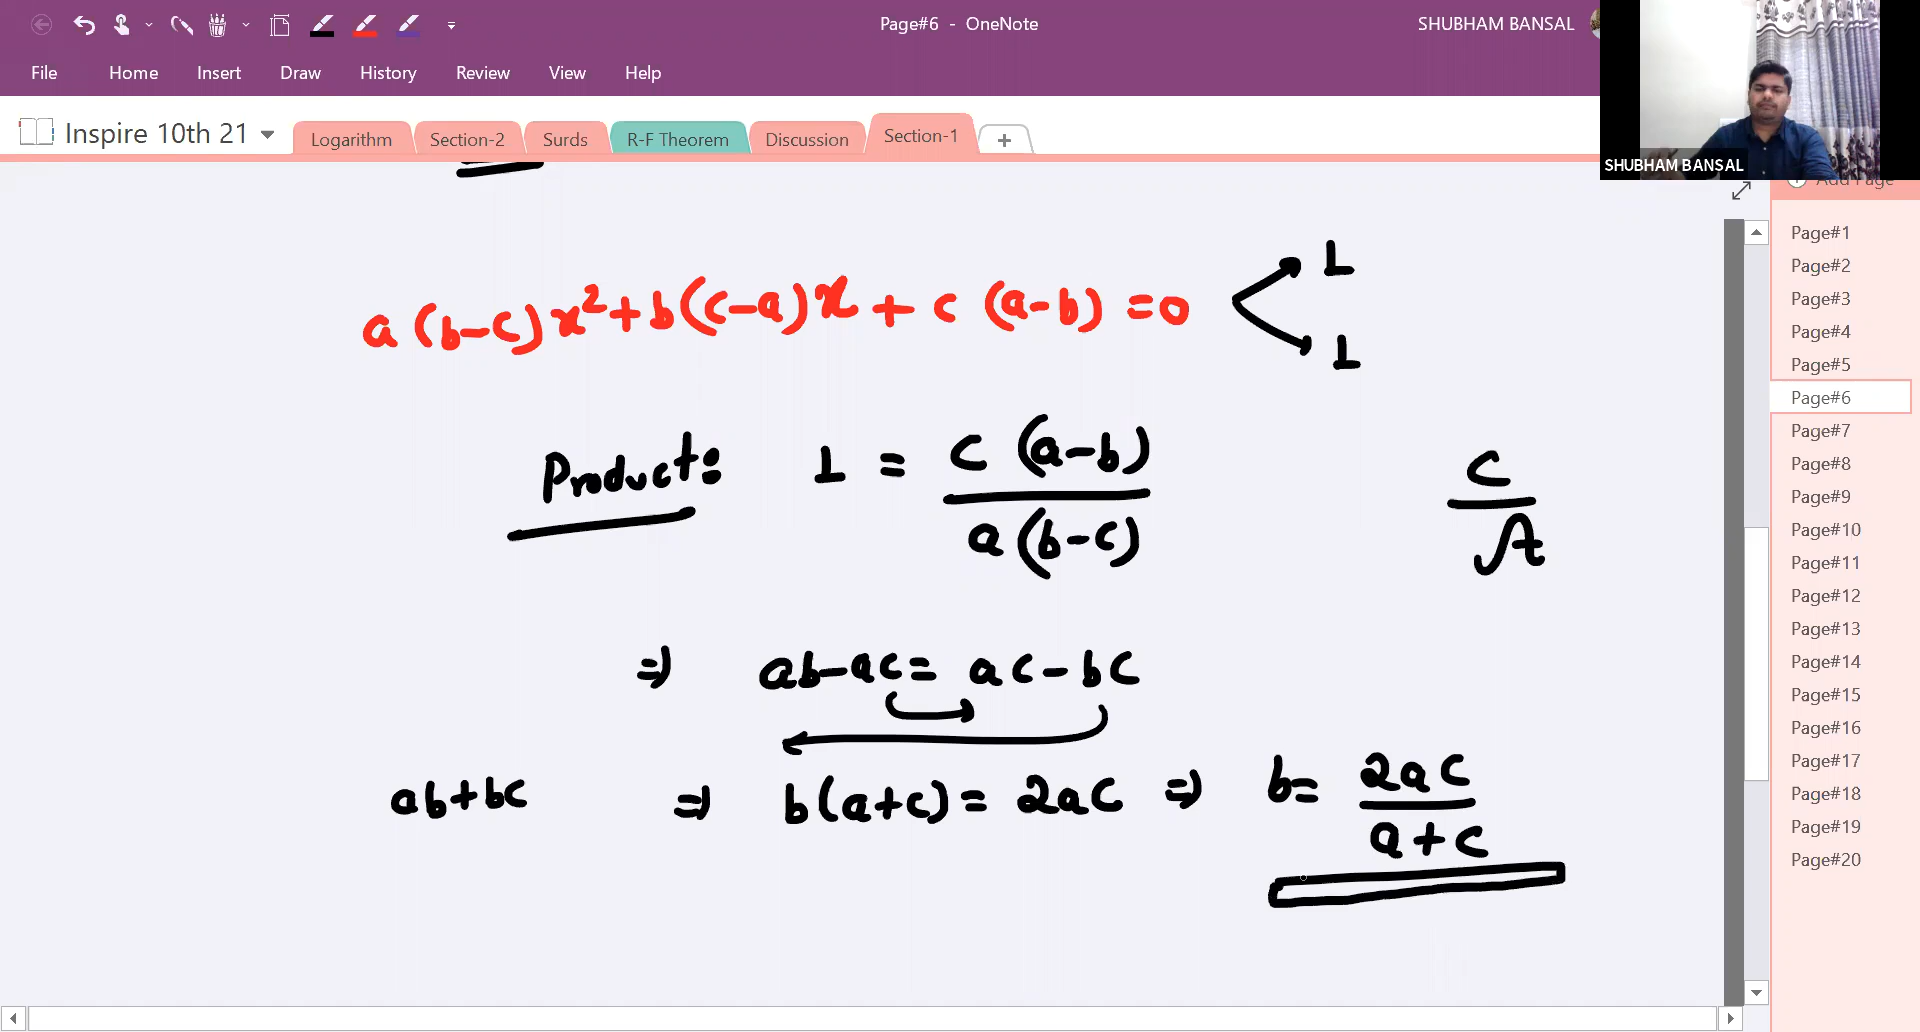 Page#6 - OneNote
SHUBHAM BANSAL
File Home Insert Draw History Review View Help
Inspire 10th 21
Logarithm Section-2 Surds R-F Theorem Discussion Section-1 +
SHUBHAM BANSAL
Add Page
Page#1
Page#2
Page#3
Page#4
Page#5
Page#6
Page#7
Page#8
Page#9
Page#10
Page#11
Page#12
Page#13
Page#14
Page#15
Page#16
Page#17
Page#18
Page#19
Page#20
1
a(b-c)x²+b(c-a)x+c(a-b)=0
1
Product: 1 = c(a-b)/a(b-c)
C/A
⇒ ab-ac=ac-bc
ab+bc ⇒ b(a+c)=2ac ⇒ b=2ac/a+c